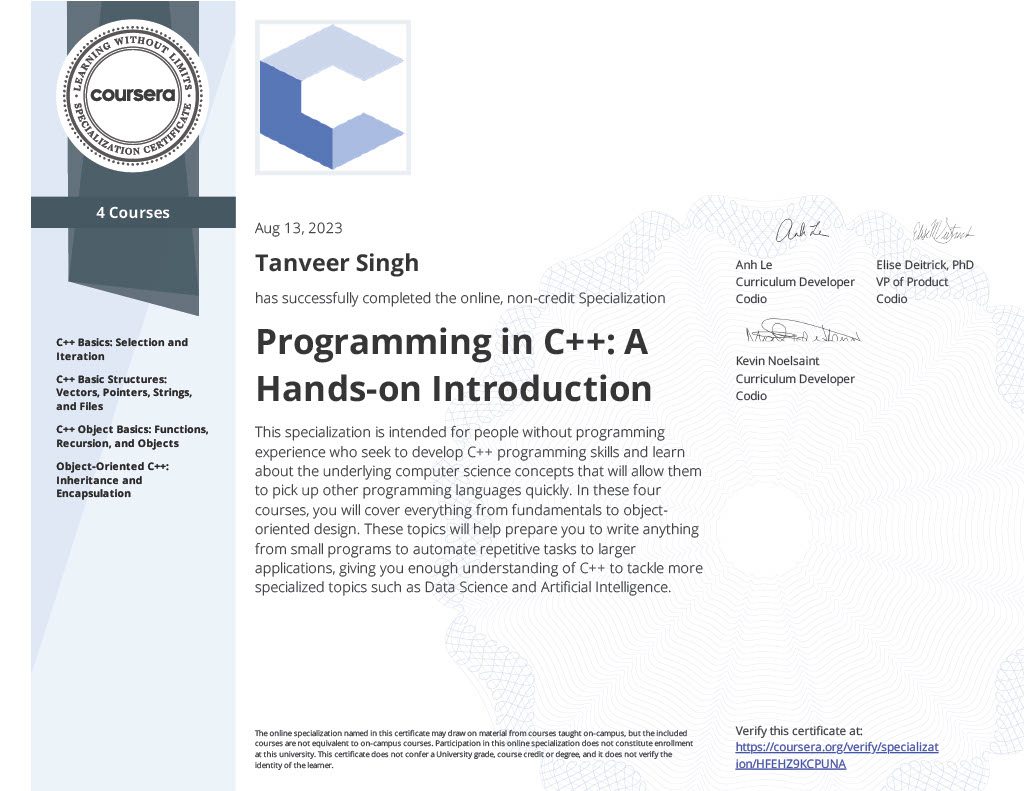 LEARNING WITHOUT LIMITS
coursera
SPECIALIZATION CERTIFICATE
4 Courses
C++ Basics: Selection and
Iteration
C++ Basic Structures:
Vectors, Pointers, Strings,
and Files
C++ Object Basics: Functions,
Recursion, and Objects
Object-Oriented C++:
Inheritance and
Encapsulation
Aug 13, 2023
Tanveer Singh
has successfully completed the online, non-credit Specialization
Programming in C++: A
Hands-on Introduction
This specialization is intended for people without programming
experience who seek to develop C++ programming skills and learn
about the underlying computer science concepts that will allow them
to pick up other programming languages quickly. In these four
courses, you will cover everything from fundamentals to object-
oriented design. These topics will help prepare you to write anything
from small programs to automate repetitive tasks to larger
applications, giving you enough understanding of C++ to tackle more
specialized topics such as Data Science and Artificial Intelligence.
Anh Le
Anh Le
Curriculum Developer
Codio
Elise Deitrick, PhD
VP of Product
Codio
Kevin Noelsaint
Curriculum Developer
Codio
The online specialization named in this certificate may draw on material from courses taught on-campus, but the included
courses are not equivalent to on-campus courses. Participation in this online specialization does not constitute enrollment
at this university. This certificate does not confer a University grade, course credit or degree, and it does not verify the
identity of the learner.
Verify this certificate at:
https://coursera.org/verify/specializat
ion/HFEHZ9KCPUNA